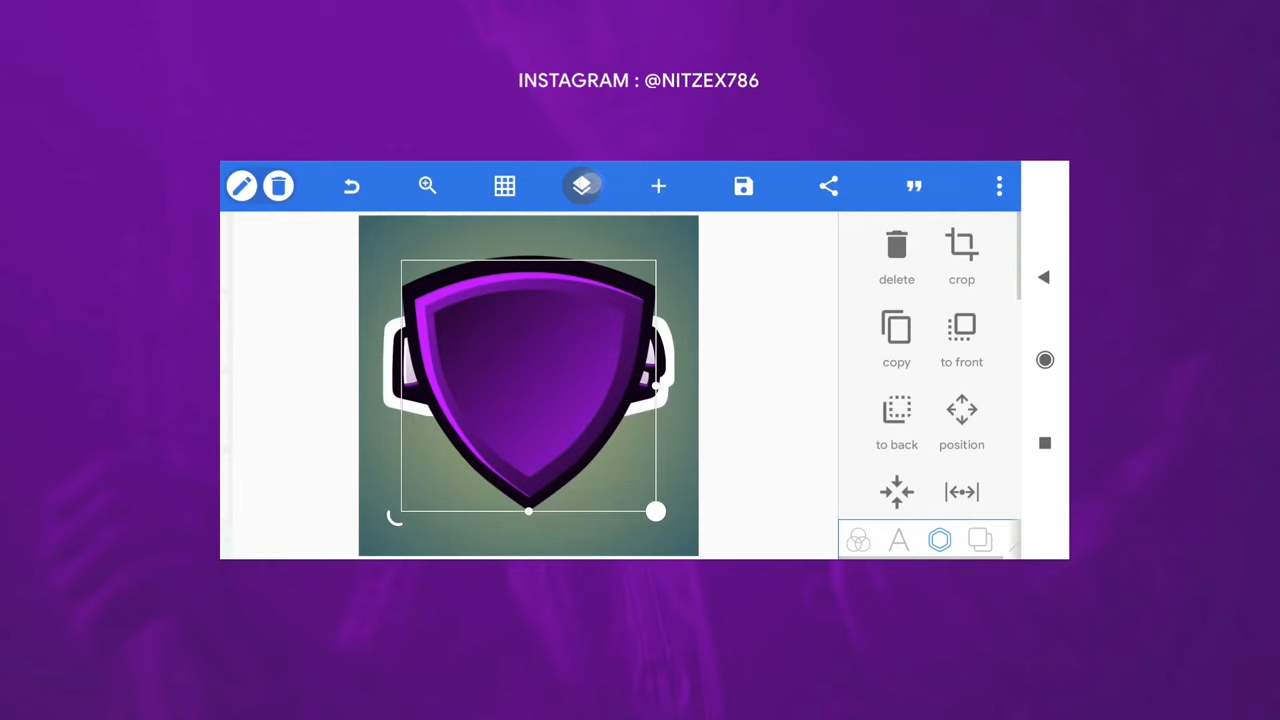 INSTAGRAM : @NITZEX786
delete
crop
copy
to front
to back
position